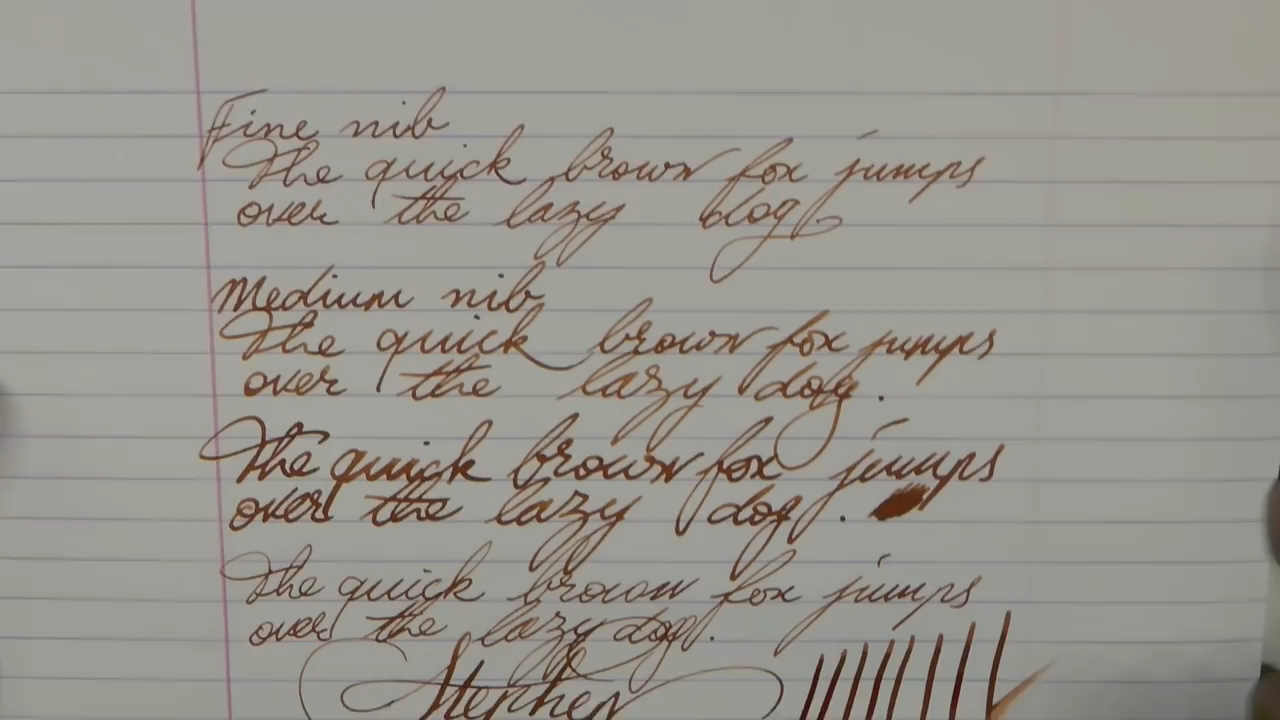 Fine nib
The quick brown fox jumps
over the lazy dog
Medium nib
The quick brown fox jumps
over the lazy dog.
The quick brown fox jumps
over the lazy dog.
The quick brown fox jumps
over the lazy dog.
Stephen